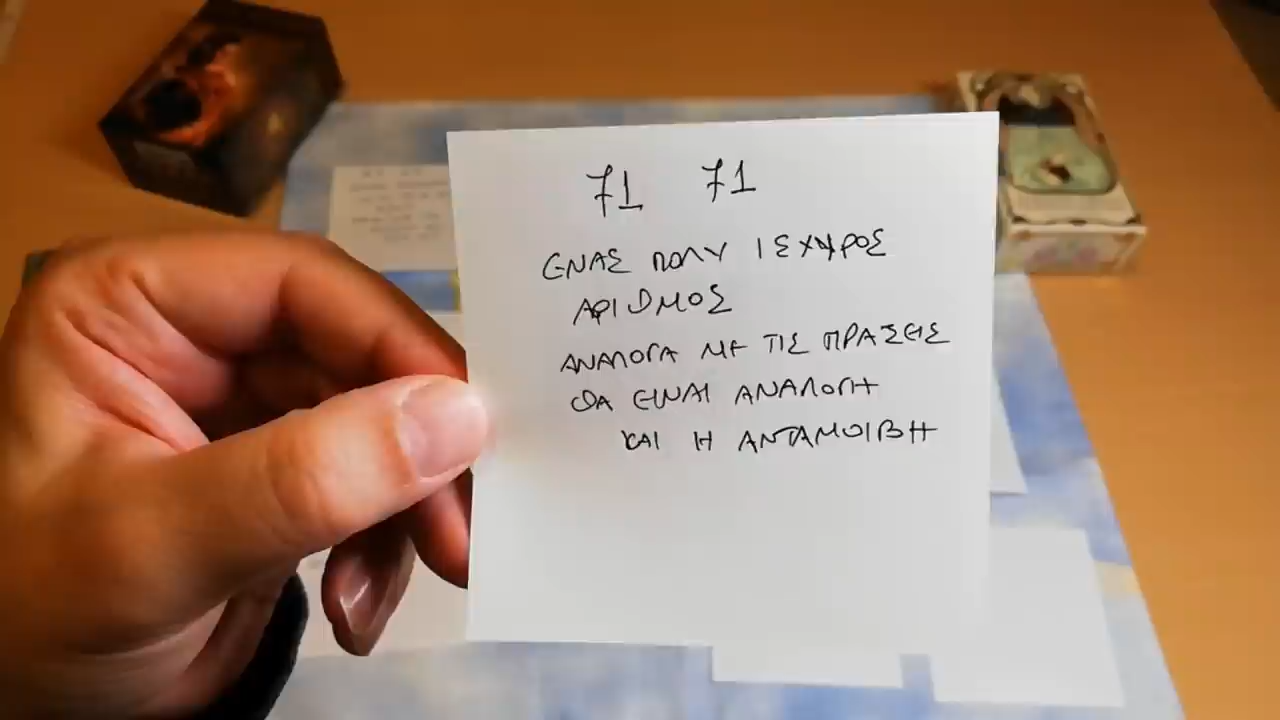 71 71
ΕΝΑΣ ΠΟΛΥ ΙΣΧΥΡΟΣ
ΑΡΙΘΜΟΣ
ΑΝΑΛΟΓΑ ΜΕ ΤΙΣ ΠΡΑΞΕΙΣ
ΘΑ ΕΙΝΑΙ ΑΝΑΛΟΓΗ
ΚΑΙ Η ΑΝΤΑΜΟΙΒΗ